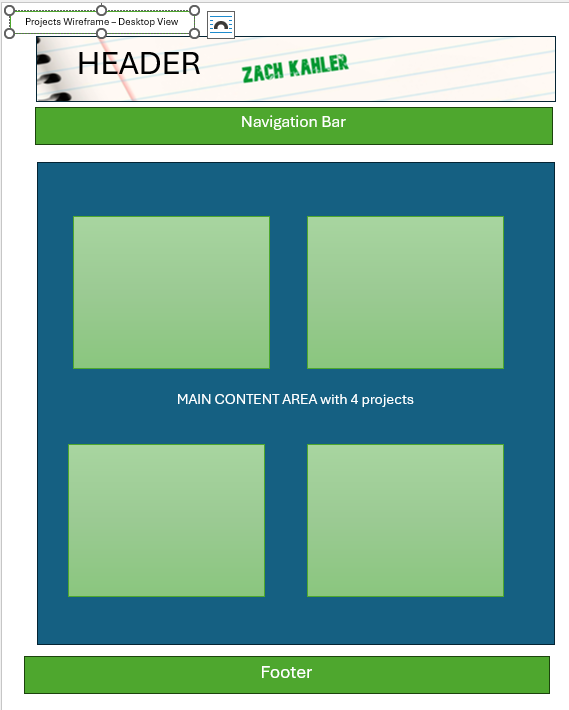 Projects Wireframe – Desktop View
HEADER
ZACH KAHLER
Navigation Bar
MAIN CONTENT AREA with 4 projects
Footer